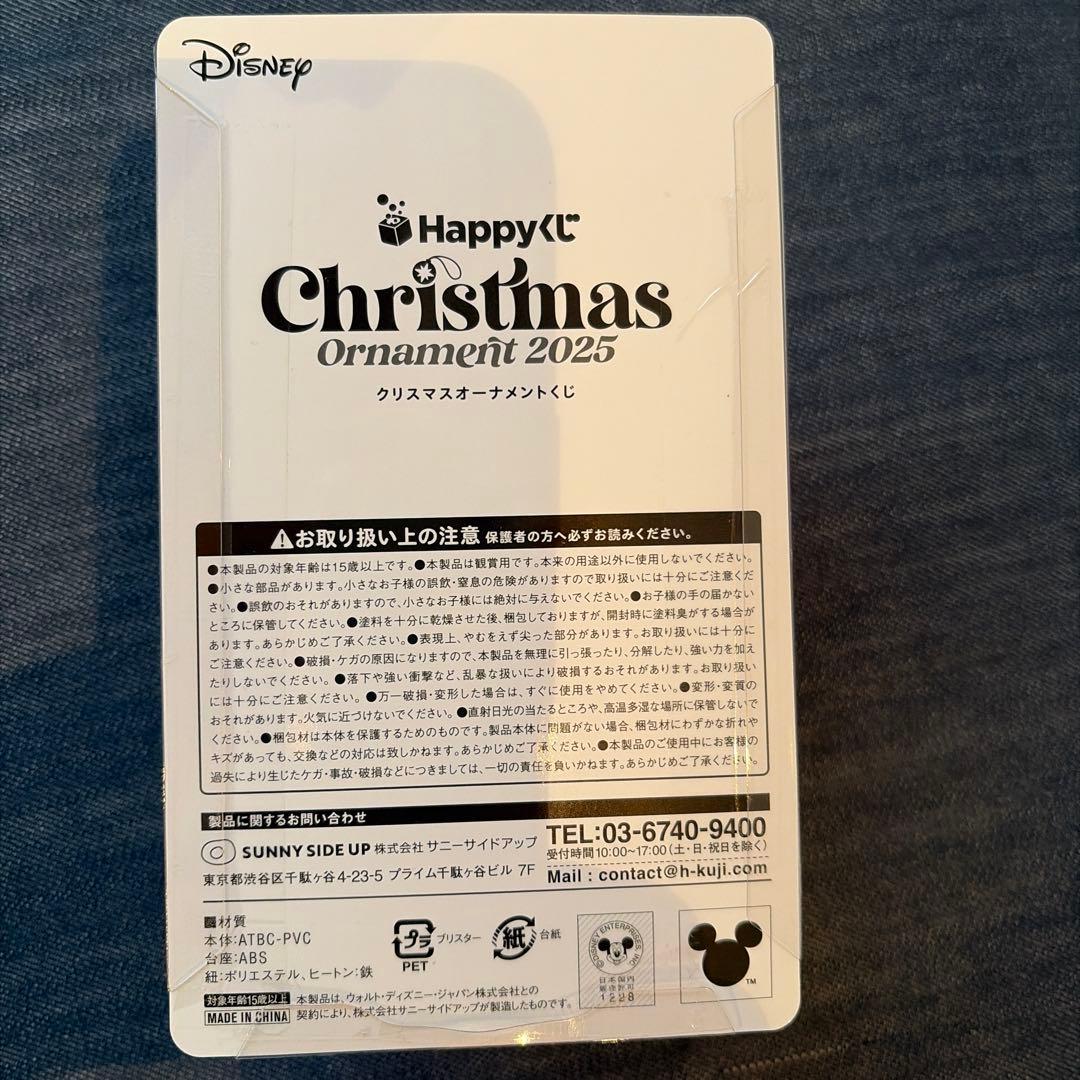 Disney
Happyくじ
Christmas
Ornament 2025
クリスマスオーナメントくじ
お取り扱い上の注意 保護者の方へ必ずお読みください。
●本製品の対象年齢は15歳以上です。●本製品は観賞用です。本来の用途以外に使用しないでください。
●小さな部品があります。小さなお子様の誤飲・窒息の危険がありますので取り扱いには十分にご注意くだ
さい。●誤飲のおそれがありますので、小さなお子様には絶対に与えないでください。●お子様の手の届かない
ところに保管してください。●塗料を十分に乾燥させた後、梱包しておりますが、開封時に塗料臭がする場合が
あります。あらかじめご了承ください。●表現上、やむをえず尖った部分があります。お取り扱いには十分に
ご注意ください。●破損・ケガの原因になりますので、本製品を無理に引っ張ったり、分解したり、強い力を加え
たりしないでください。●落下や強い衝撃など、乱暴な扱いにより破損するおそれがあります。お取り扱い
には十分にご注意ください。●万一破損・変形した場合は、すぐに使用をやめてください。●変形・変質の
おそれがあります。火気に近づけないでください。●直射日光の当たるところや、高温多湿な場所に保管しないで
ください。●梱包材は本体を保護するためのものです。製品本体に問題がない場合、梱包材にわずかな折れや
キズがあっても、交換などの対応は致しかねます。あらかじめご了承ください。●本製品のご使用中にお客様の
過失により生じたケガ・事故・破損などにつきましては、一切の責任を負いかねます。あらかじめご了承ください。
製品に関するお問い合わせ
SUNNY SIDE UP 株式会社 サニーサイドアップ
東京都渋谷区千駄ヶ谷4-23-5 プライム千駄ヶ谷ビル 7F
TEL:03-6740-9400
受付時間10:00~17:00(土・日・祝日を除く)
Mail : contact@h-kuji.com
■材質
本体:ATBC-PVC
台座:ABS
紐:ポリエステル、ヒートン:鉄
プラ ブリスター
PET
紙 台紙
©DISNEY ENTERPRISES, INC.
日本国内
販売許可
1228
TM
対象年齢15歳以上 本製品は、ウォルト・ディズニー・ジャパン株式会社との
MADE IN CHINA 契約により、株式会社サニーサイドアップが製造したものです。